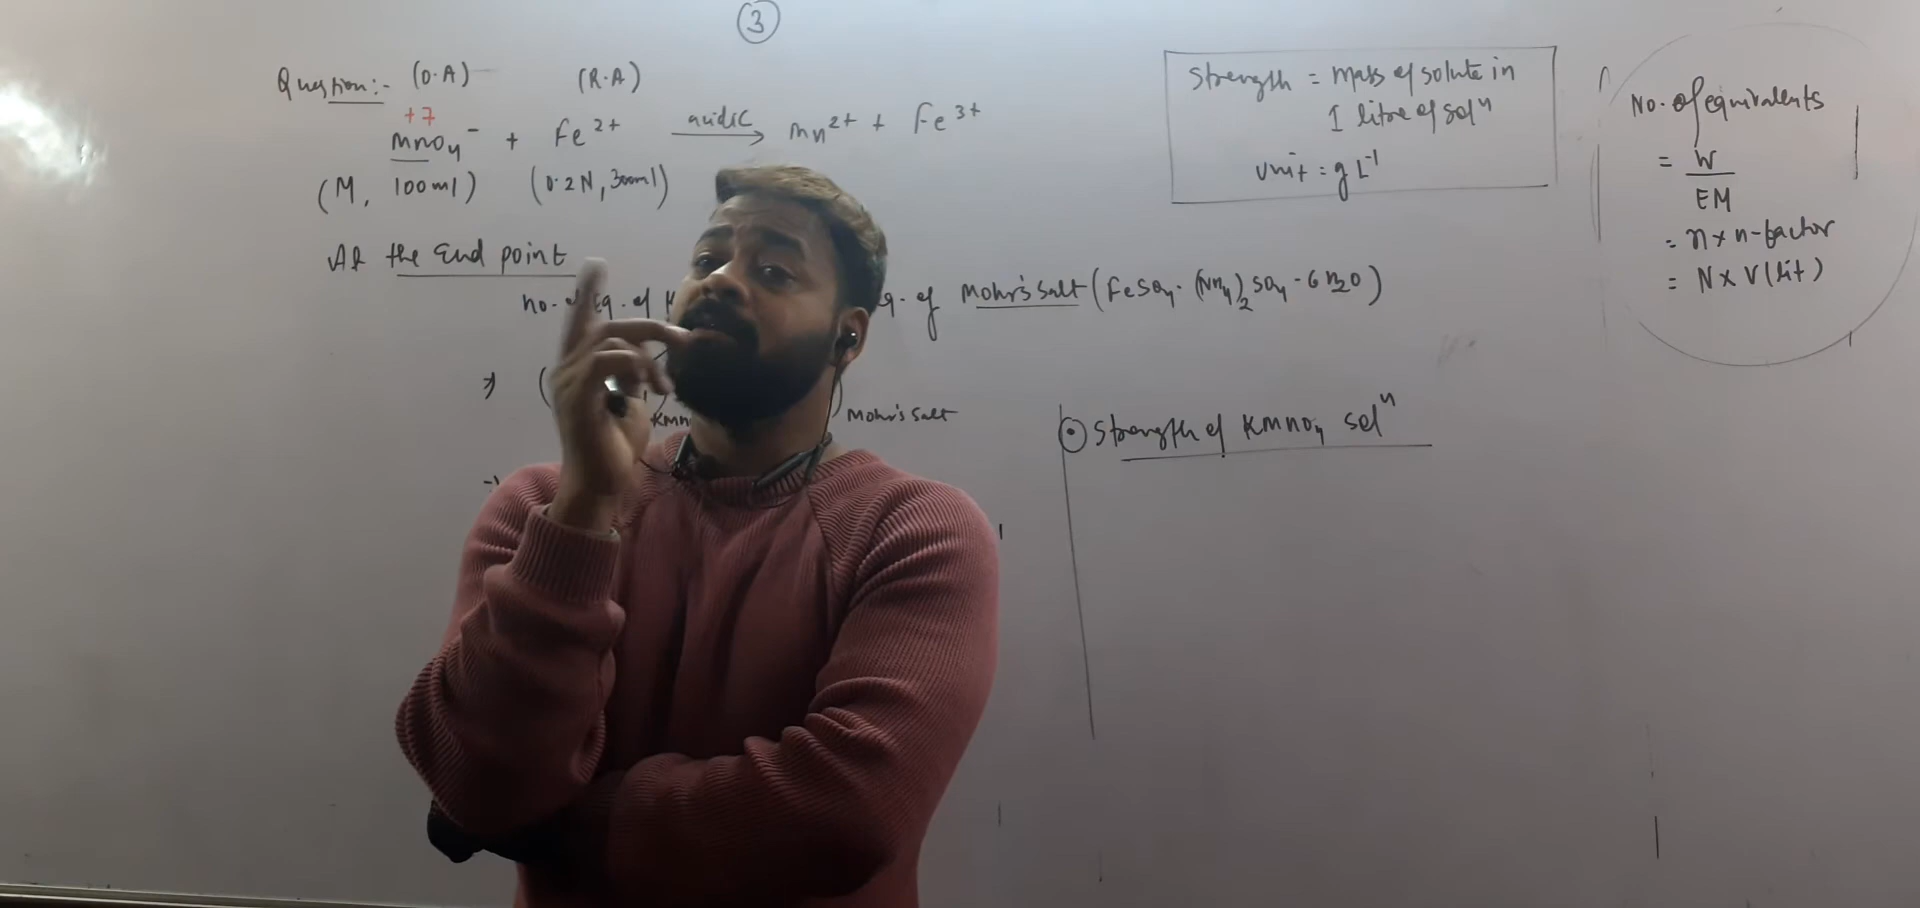 3
Question:- (O.A) (R.A)
+7
MnO4⁻ + Fe²⁺ acidic → Mn²⁺ + Fe³⁺
(M, 100ml) (0.2N, 300ml)
At the End point
no. of Eq. of
q. of Mohr's Salt (FeSO4. (NH4)2SO4 - 6H2O)
⇒ (
KMn
) Mohr's Salt
Strength = Mass of solute in
1 litre of solⁿ
Unit = g L⁻¹
No. of equivalents
= W/EM
= n × n-factor
= N × V(lit)
⊙ Strength of KMnO4 solⁿ